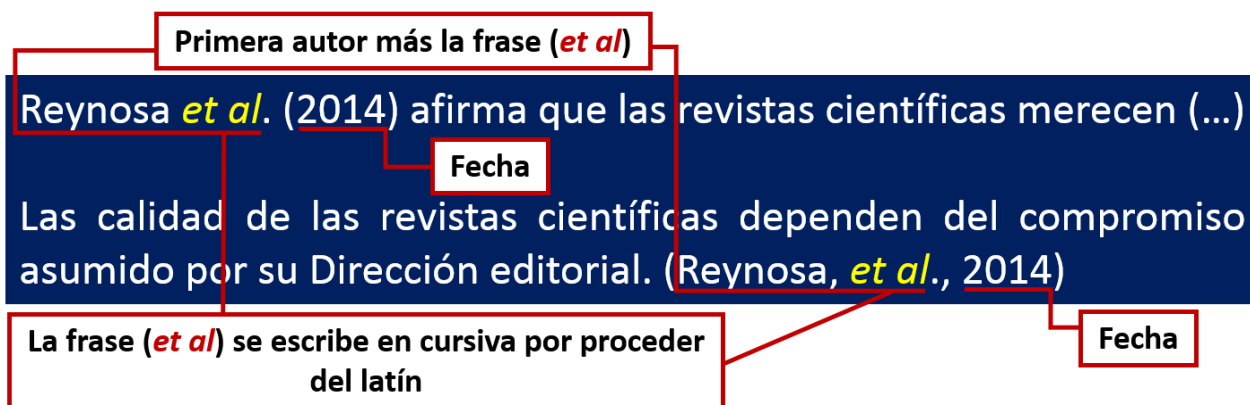 Primera autor más la frase (et al)
Reynosa et al. (2014) afirma que las revistas científicas merecen (...)
Fecha
Las calidad de las revistas científicas dependen del compromiso
asumido por su Dirección editorial. (Reynosa, et al., 2014)
La frase (et al) se escribe en cursiva por proceder
del latín
Fecha